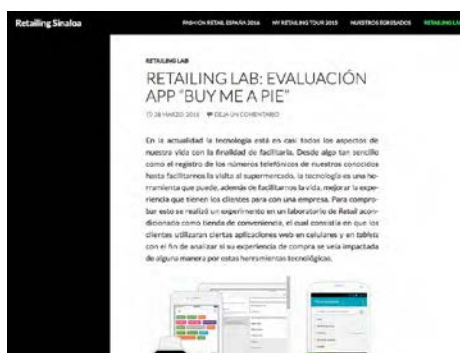 Retailing Sinaloa
FASHION RETAIL ESPAÑA 2016 NY RETAILING TOUR 2015 NUESTROS EGRESADOS RETAILING LAB
RETAILING LAB
RETAILING LAB: EVALUACIÓN
APP "BUY ME A PIE"
28 MARZO, 2016 DEJA UN COMENTARIO
En la actualidad la tecnología está en casi todos los aspectos de
nuestra vida con la finalidad de facilitarla. Desde algo tan sencillo
como el registro de los números telefónicos de nuestros conocidos
hasta facilitarnos la visita al supermercado, la tecnología es una he-
rramienta que puede, además de facilitarnos la vida, mejorar la expe-
riencia que tienen los clientes para con una empresa. Para compro-
bar esto se realizó un experimento en un laboratorio de Retail acon-
dicionado como tienda de conveniencia, el cual consistía en que los
clientes utilizaran ciertas aplicaciones web en celulares y en tablets
con el fin de analizar si su experiencia de compra se veía impactada
de alguna manera por estas herramientas tecnológicas.